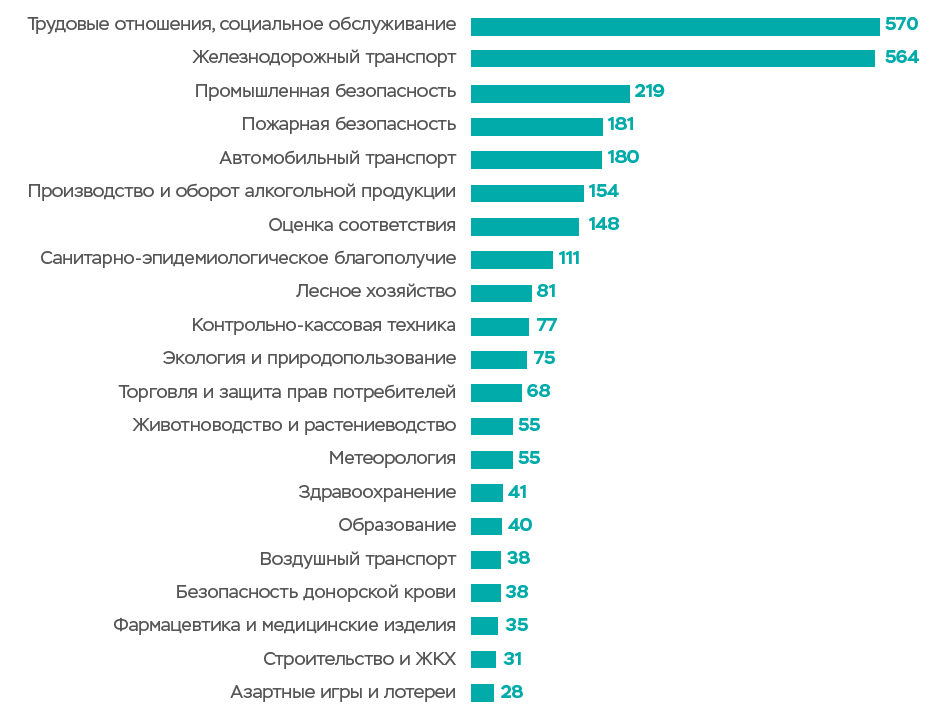 Трудовые отношения, социальное обслуживание 570
Железнодорожный транспорт 564
Промышленная безопасность 219
Пожарная безопасность 181
Автомобильный транспорт 180
Производство и оборот алкогольной продукции 154
Оценка соответствия 148
Санитарно-эпидемиологическое благополучие 111
Лесное хозяйство 81
Контрольно-кассовая техника 77
Экология и природопользование 75
Торговля и защита прав потребителей 68
Животноводство и растениеводство 55
Метеорология 55
Здравоохранение 41
Образование 40
Воздушный транспорт 38
Безопасность донорской крови 38
Фармацевтика и медицинские изделия 35
Строительство и ЖКХ 31
Азартные игры и лотереи 28